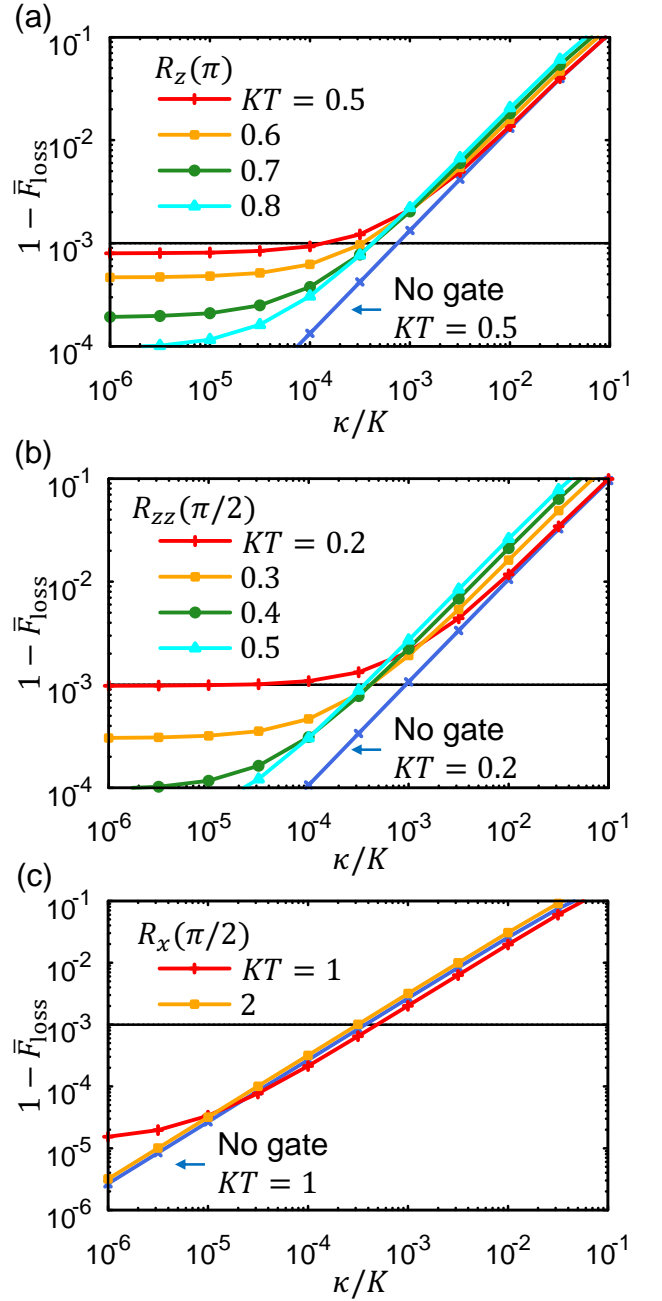 (a)
10⁻¹
10⁻²
10⁻³
10⁻⁴
1 − F̿_loss
R_z(π)
KT = 0.5
0.6
0.7
0.8
No gate
KT = 0.5
10⁻⁶ 10⁻⁵ 10⁻⁴ 10⁻³ 10⁻² 10⁻¹
κ/K
(b)
10⁻¹
10⁻²
10⁻³
10⁻⁴
1 − F̿_loss
R_zz(π/2)
KT = 0.2
0.3
0.4
0.5
No gate
KT = 0.2
10⁻⁶ 10⁻⁵ 10⁻⁴ 10⁻³ 10⁻² 10⁻¹
κ/K
(c)
10⁻¹
10⁻²
10⁻³
10⁻⁴
10⁻⁵
10⁻⁶
1 − F̿_loss
R_x(π/2)
KT = 1
2
No gate
KT = 1
10⁻⁶ 10⁻⁵ 10⁻⁴ 10⁻³ 10⁻² 10⁻¹
κ/K